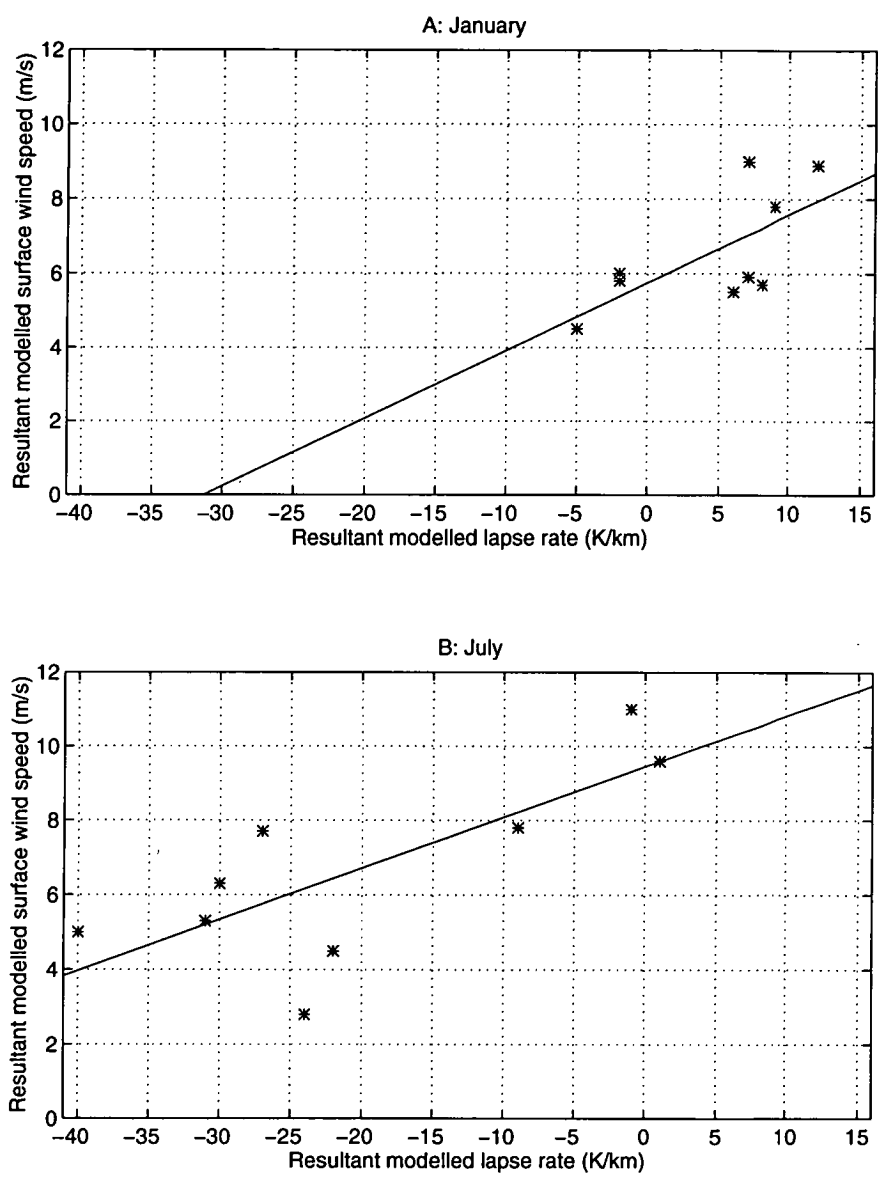 A: January
Resultant modelled surface wind speed (m/s)
12
10
8
6
4
2
0
−40 −35 −30 −25 −20 −15 −10 −5 0 5 10 15
Resultant modelled lapse rate (K/km)
B: July
Resultant modelled surface wind speed (m/s)
12
10
8
6
4
2
0
−40 −35 −30 −25 −20 −15 −10 −5 0 5 10 15
Resultant modelled lapse rate (K/km)